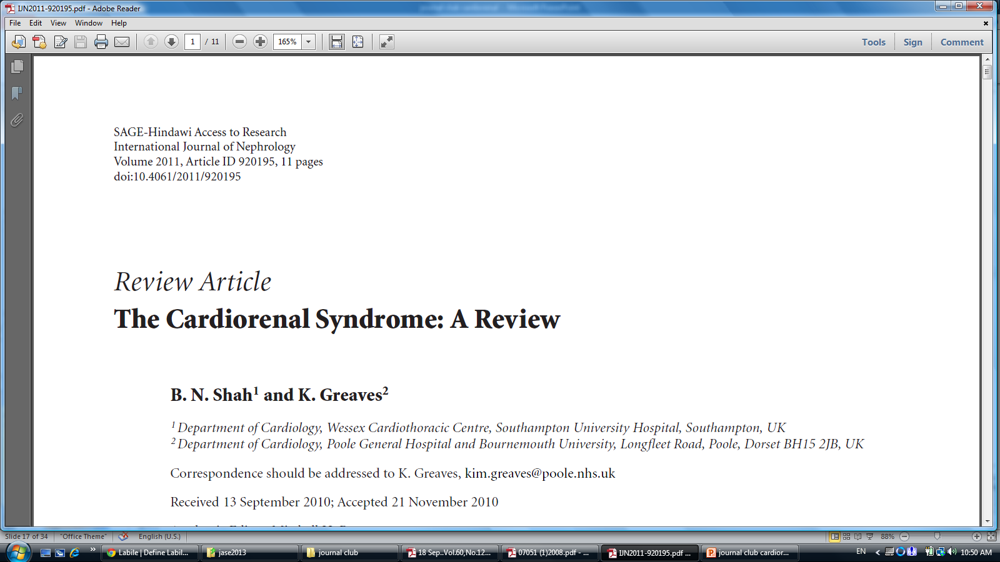 IJN2011-920195.pdf - Adobe Reader
File Edit View Window Help
1 / 11 165% Tools Sign Comment
SAGE-Hindawi Access to Research
International Journal of Nephrology
Volume 2011, Article ID 920195, 11 pages
doi:10.4061/2011/920195
Review Article
The Cardiorenal Syndrome: A Review
B. N. Shah1 and K. Greaves2
1 Department of Cardiology, Wessex Cardiothoracic Centre, Southampton University Hospital, Southampton, UK
2 Department of Cardiology, Poole General Hospital and Bournemouth University, Longfleet Road, Poole, Dorset BH15 2JB, UK
Correspondence should be addressed to K. Greaves, kim.greaves@poole.nhs.uk
Received 13 September 2010; Accepted 21 November 2010
Slide 17 of 34 "Office Theme" English (U.S.) 88%
Labile | Define Labil... jase2013 journal club 18 Sep..Vol.60,No.12... 07051 (1)2008.pdf - ... IJN2011-920195.pdf ... journal club cardior... EN 10:50 AM